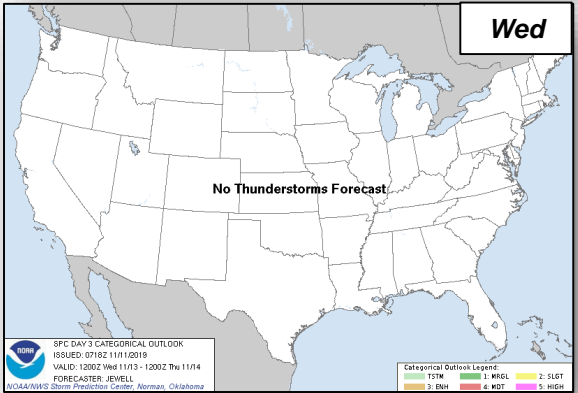 Wed
No Thunderstorms Forecast
NOAA
SPC DAY 3 CATEGORICAL OUTLOOK
ISSUED: 0718Z 11/11/2019
VALID: 1200Z Wed 11/13 - 1200Z Thu 11/14
FORECASTER: JEWELL
NOAA/NWS Storm Prediction Center, Norman, Oklahoma
Categorical Outlook Legend:
TSTM 1: MRGL 2: SLGT
3: ENH 4: MDT 5: HIGH